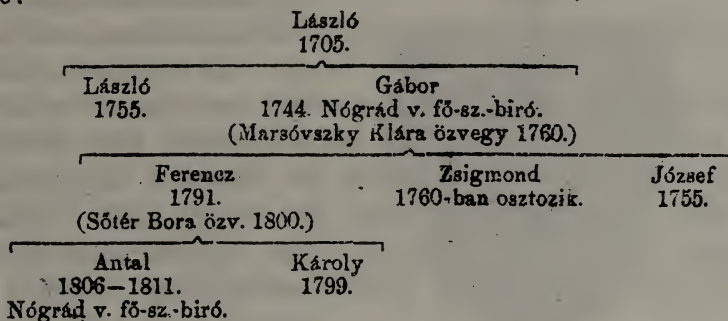 László
1705.
László Gábor
1755. 1744. Nógrád v. fő-sz.-biró.
(Marsóvszky Klára özvegy 1760.)
Ferencz Zsigmond József
1791. 1760-ban osztozik. 1755.
(Sőtér Bora özv. 1800.)
Antal Károly
1806—1811. 1799.
Nógrád v. fő-sz.-biró.